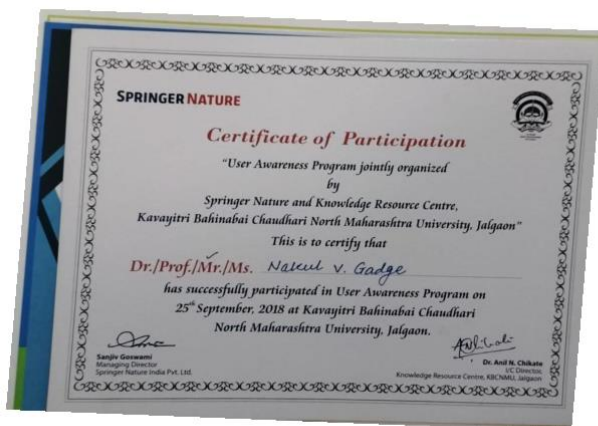 SPRINGER NATURE
Certificate of Participation
"User Awareness Program jointly organized
by
Springer Nature and Knowledge Resource Centre,
Kavayitri Bahinabai Chaudhari North Maharashtra University, Jalgaon"
This is to certify that
Dr./Prof./Mr./Ms. Nakul V. Gadge
has successfully participated in User Awareness Program on
25th September, 2018 at Kavayitri Bahinabai Chaudhari
North Maharashtra University, Jalgaon.
Sanjiv Goswami
Managing Director
Springer Nature India Pvt. Ltd.
Dr. Anil N. Chikate
I/C Director,
Knowledge Resource Centre, KBCNMU, Jalgaon